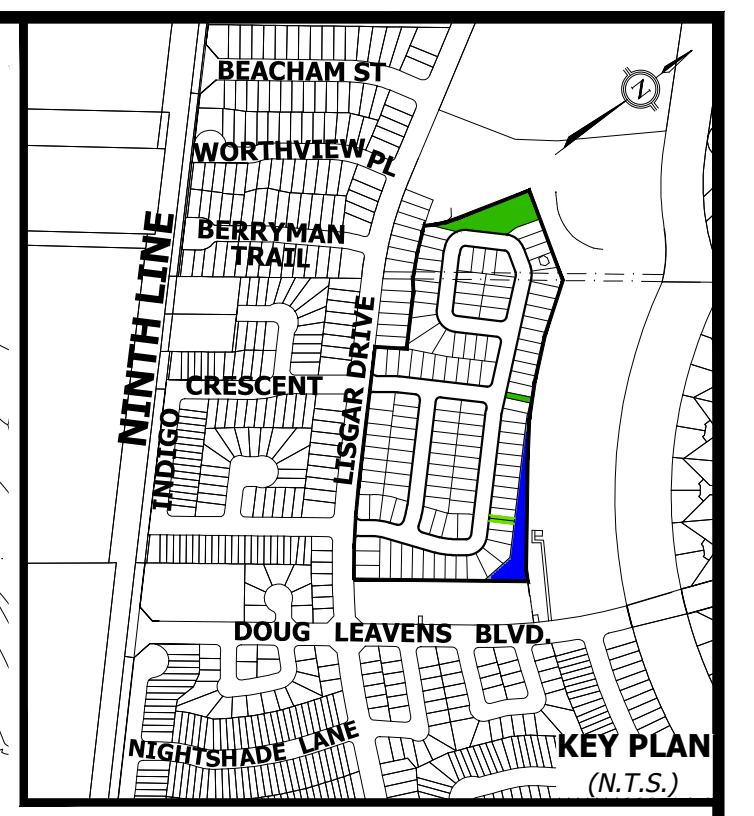 BEACHAM ST
WORTHVIEW PL
BERRYMAN
TRAIL
NINTH LINE
LISGAR DRIVE
CRESCENT
INDIGO
DOUG LEAVENS BLVD.
NIGHTSHADE LANE
KEY PLAN
(N.T.S.)
N